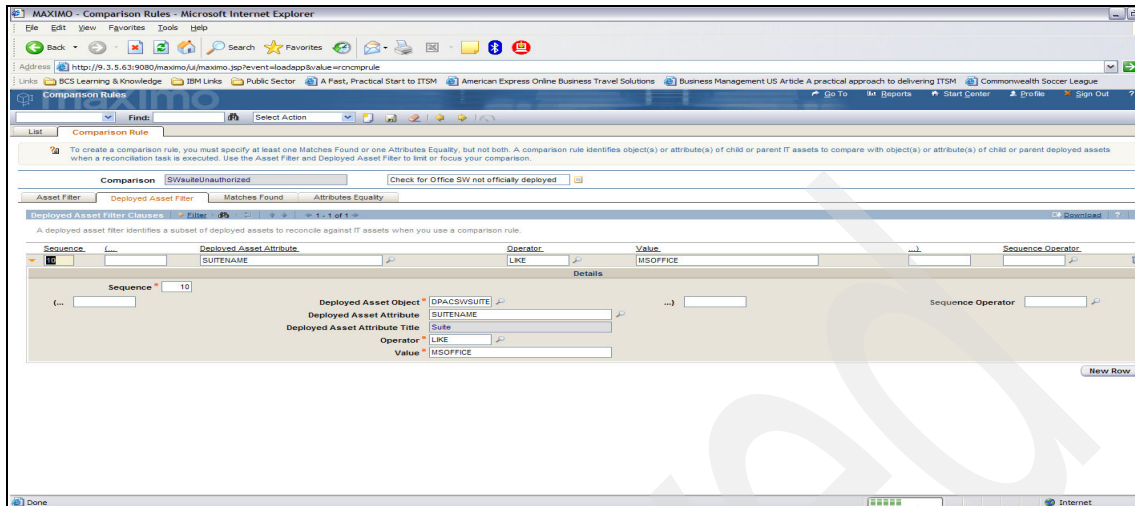 MAXIMO - Comparison Rules - Microsoft Internet Explorer
File Edit View Favorites Tools Help
Back Search Favorites
Address http://9.3.5.63:9080/maximo/ui/maximo.jsp?event=loadapp&value=rcncmprule
Links BCS Learning & Knowledge IBM Links Public Sector A Fast, Practical Start to ITSM American Express Online Business Travel Solutions Business Management US Article A practical approach to delivering ITSM Commonwealth Soccer League
Comparison Rules maximo Go To Reports Start Center Profile Sign Out ?
Find: Select Action
List Comparison Rule
To create a comparison rule, you must specify at least one Matches Found or one Attributes Equality, but not both. A comparison rule identifies object(s) or attribute(s) of child or parent IT assets to compare with object(s) or attribute(s) of child or parent deployed assets
when a reconciliation task is executed. Use the Asset Filter and Deployed Asset Filter to limit or focus your comparison.
Comparison SWsuiteUnauthorized Check for Office SW not officially deployed
Asset Filter Deployed Asset Filter Matches Found Attributes Equality
Deployed Asset Filter Clauses Filter 1 - 1 of 1 Download ?
A deployed asset filter identifies a subset of deployed assets to reconcile against IT assets when you use a comparison rule.
Sequence (... Deployed Asset Attribute Operator Value ...) Sequence Operator
10 SUITENAME LIKE MSOFFICE
Details
Sequence * 10
(... Deployed Asset Object * DPACSWSUITE ...) Sequence Operator
Deployed Asset Attribute SUITENAME
Deployed Asset Attribute Title Suite
Operator * LIKE
Value * MSOFFICE
New Row
Done Internet